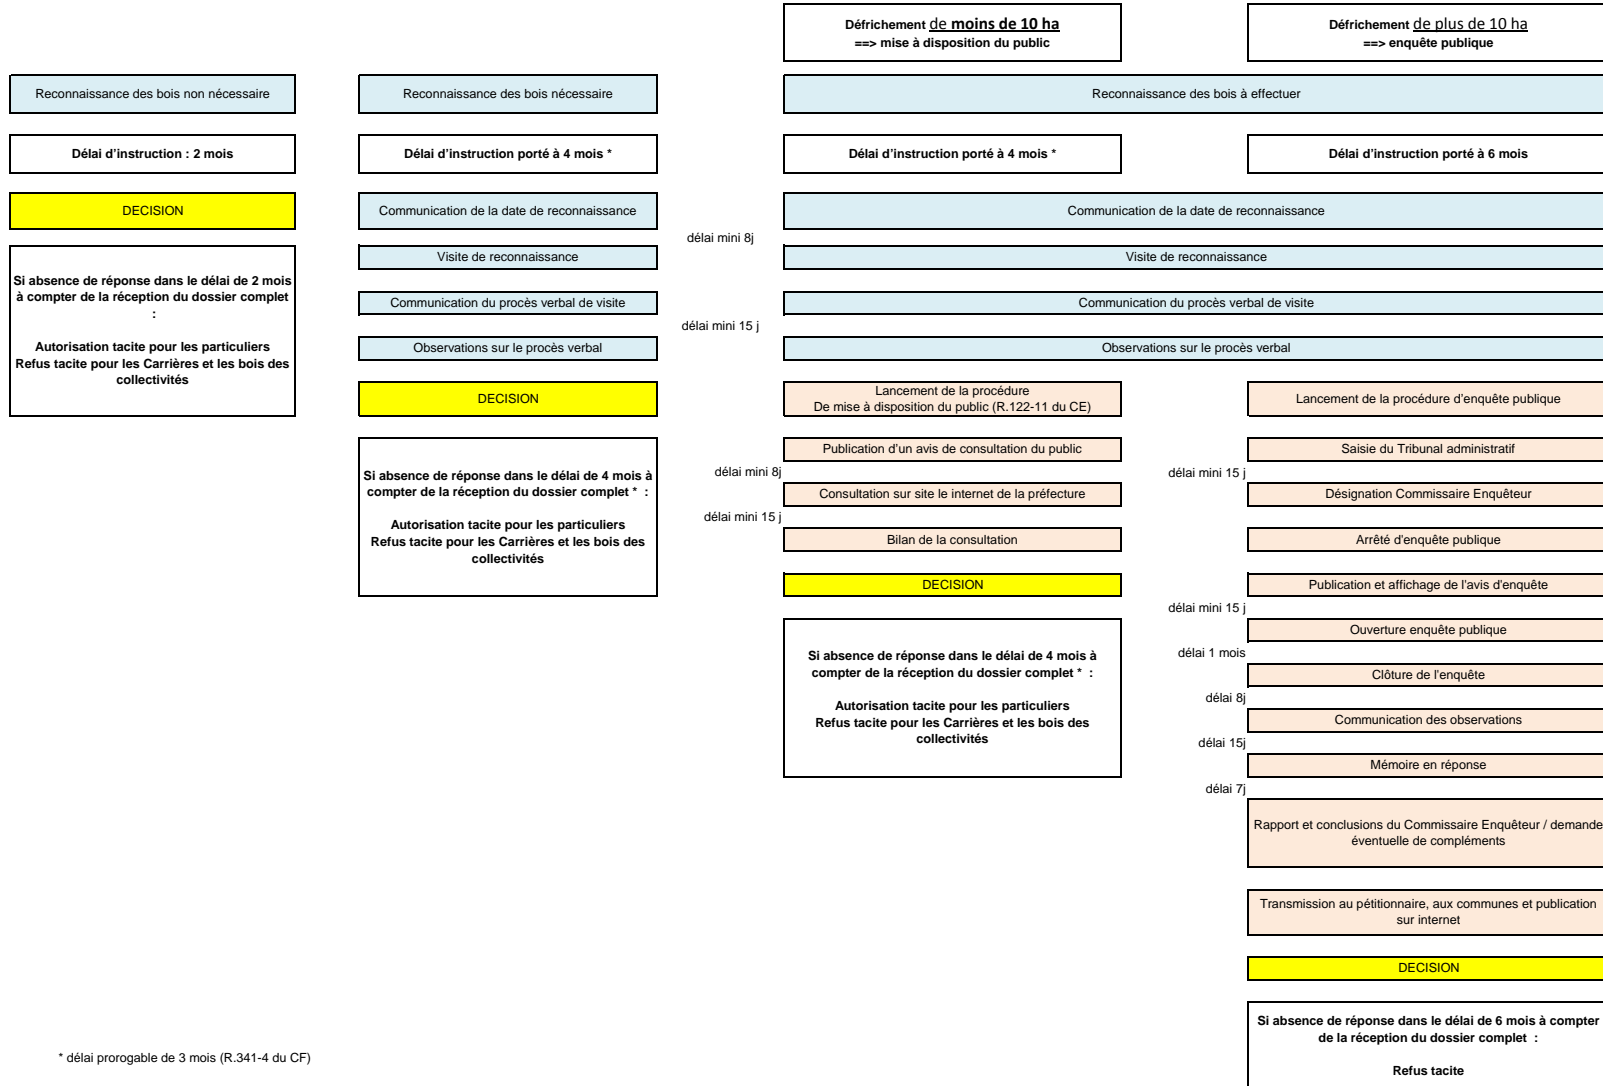 Défrichement de moins de 10 ha
==> mise à disposition du public
Défrichement de plus de 10 ha
==> enquête publique
Reconnaissance des bois non nécessaire
Reconnaissance des bois nécessaire
Reconnaissance des bois à effectuer
Délai d'instruction : 2 mois
Délai d'instruction porté à 4 mois *
Délai d'instruction porté à 4 mois *
Délai d'instruction porté à 6 mois
DECISION
Communication de la date de reconnaissance
Communication de la date de reconnaissance
délai mini 8j
Si absence de réponse dans le délai de 2 mois
à compter de la réception du dossier complet
:
Autorisation tacite pour les particuliers
Refus tacite pour les Carrières et les bois des
collectivités
Visite de reconnaissance
Visite de reconnaissance
Communication du procès verbal de visite
Communication du procès verbal de visite
délai mini 15 j
Observations sur le procès verbal
Observations sur le procès verbal
DECISION
Lancement de la procédure
De mise à disposition du public (R.122-11 du CE)
Lancement de la procédure d'enquête publique
Si absence de réponse dans le délai de 4 mois à
compter de la réception du dossier complet * :
Autorisation tacite pour les particuliers
Refus tacite pour les Carrières et les bois des
collectivités
Publication d'un avis de consultation du public
délai mini 8j
Consultation sur site le internet de la préfecture
délai mini 15 j
Bilan de la consultation
DECISION
Si absence de réponse dans le délai de 4 mois à
compter de la réception du dossier complet * :
Autorisation tacite pour les particuliers
Refus tacite pour les Carrières et les bois des
collectivités
Saisie du Tribunal administratif
délai mini 15 j
Désignation Commissaire Enquêteur
Arrêté d'enquête publique
Publication et affichage de l'avis d'enquête
délai mini 15 j
Ouverture enquête publique
délai 1 mois
Clôture de l'enquête
délai 8j
Communication des observations
délai 15j
Mémoire en réponse
délai 7j
Rapport et conclusions du Commissaire Enquêteur / demande
éventuelle de compléments
Transmission au pétitionnaire, aux communes et publication
sur internet
DECISION
Si absence de réponse dans le délai de 6 mois à compter
de la réception du dossier complet :
Refus tacite
* délai prorogable de 3 mois (R.341-4 du CF)